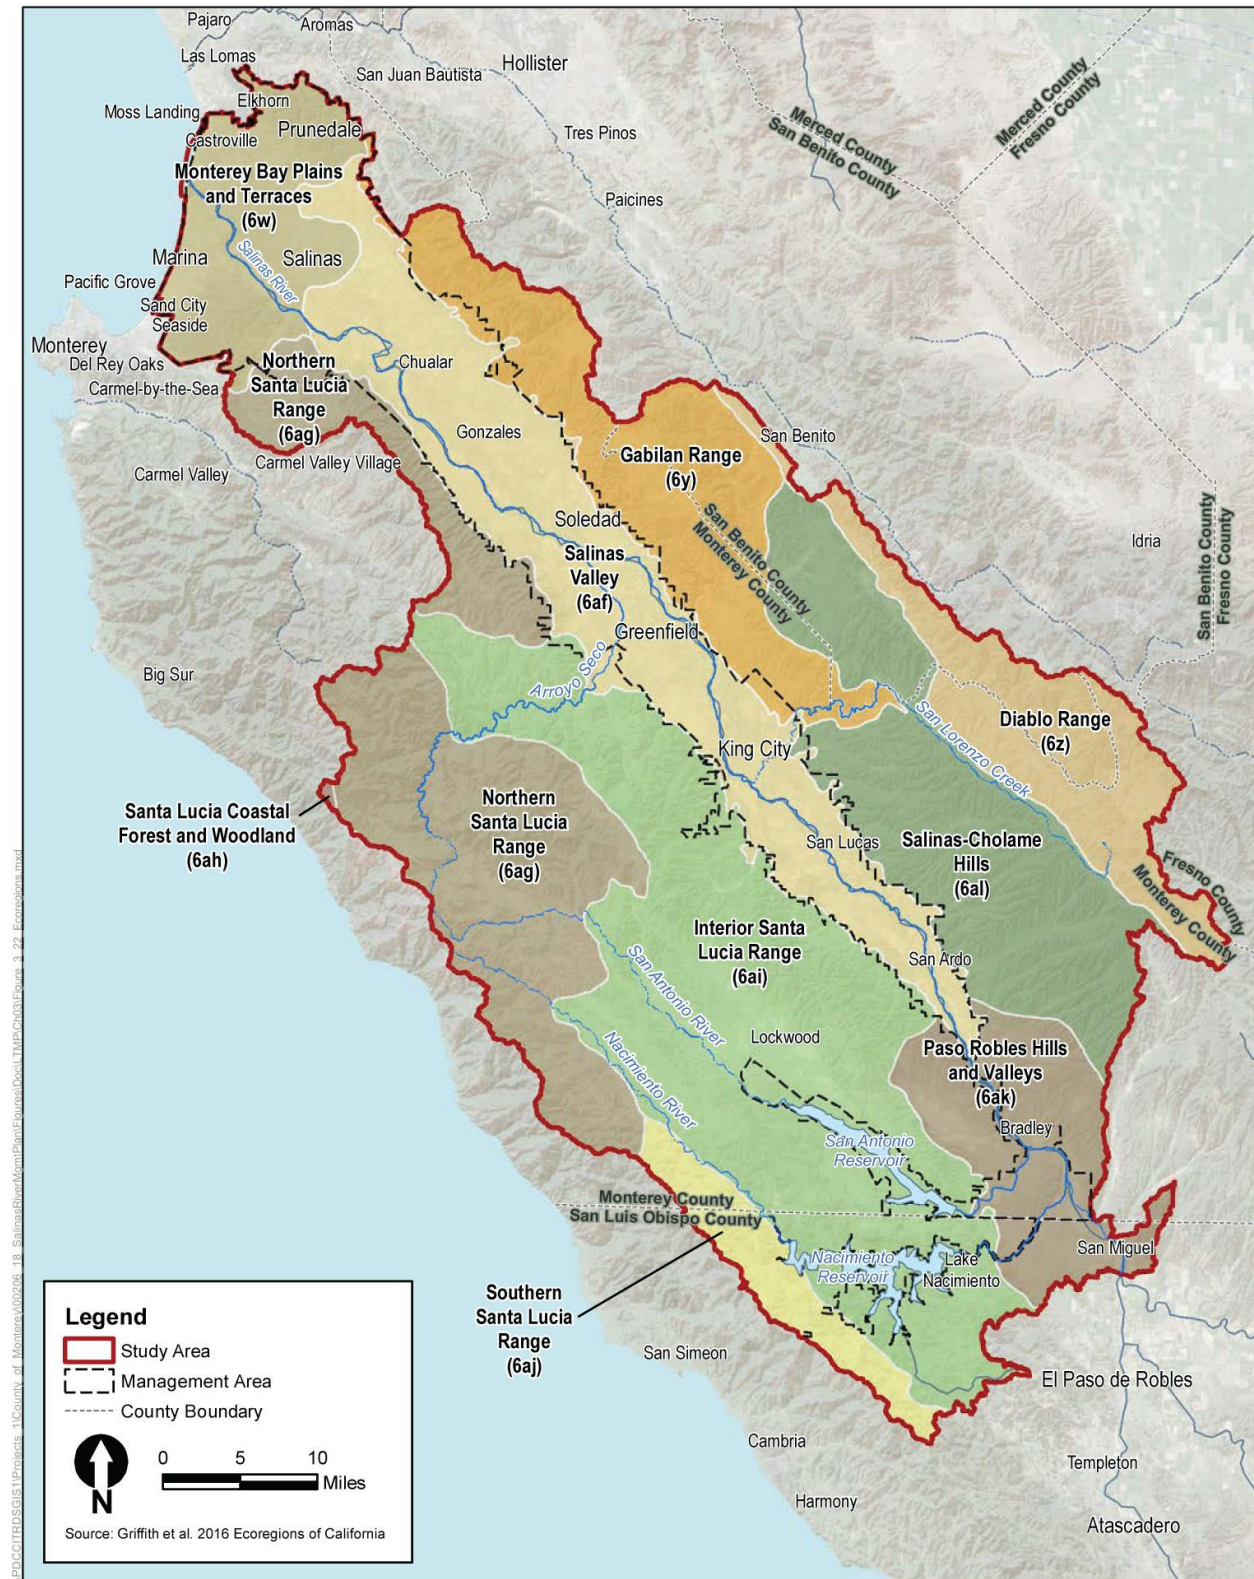 Pajaro
Aromas
Las Lomas
San Juan Bautista
Hollister
Elkhorn
Moss Landing
Prunedale
Castroville
Tres Pinos
Merced County
San Benito County
Merced County
Fresno County
Monterey Bay Plains
and Terraces
(6w)
Paicines
Marina
Salinas River
Salinas
Pacific Grove
Sand City
Seaside
Monterey
Del Rey Oaks
Carmel-by-the-Sea
Northern
Santa Lucia
Range
(6ag)
Chualar
Gonzales
San Benito
Carmel Valley
Carmel Valley Village
Gabilan Range
(6y)
San Benito County
Monterey County
San Benito County
Fresno County
Idria
Soledad
Salinas
Valley
(6af)
Greenfield
Arroyo Seco
Big Sur
San Lorenzo Creek
Diablo Range
(6z)
King City
Santa Lucia Coastal
Forest and Woodland
(6ah)
Northern
Santa Lucia
Range
(6ag)
San Lucas
Salinas-Cholame
Hills
(6al)
Fresno County
Monterey County
Interior Santa
Lucia Range
(6ai)
San Antonio River
San Ardo
Lockwood
Nacimiento River
Paso Robles Hills
and Valleys
(6ak)
Bradley
San Antonio
Reservoir
Monterey County
San Luis Obispo County
San Miguel
Nacimiento
Reservoir
Lake
Nacimiento
Southern
Santa Lucia
Range
(6aj)
San Simeon
El Paso de Robles
Cambria
Templeton
Harmony
Atascadero
Legend
Study Area
Management Area
County Boundary
N
0 5 10
Miles
Source: Griffith et al. 2016 Ecoregions of California